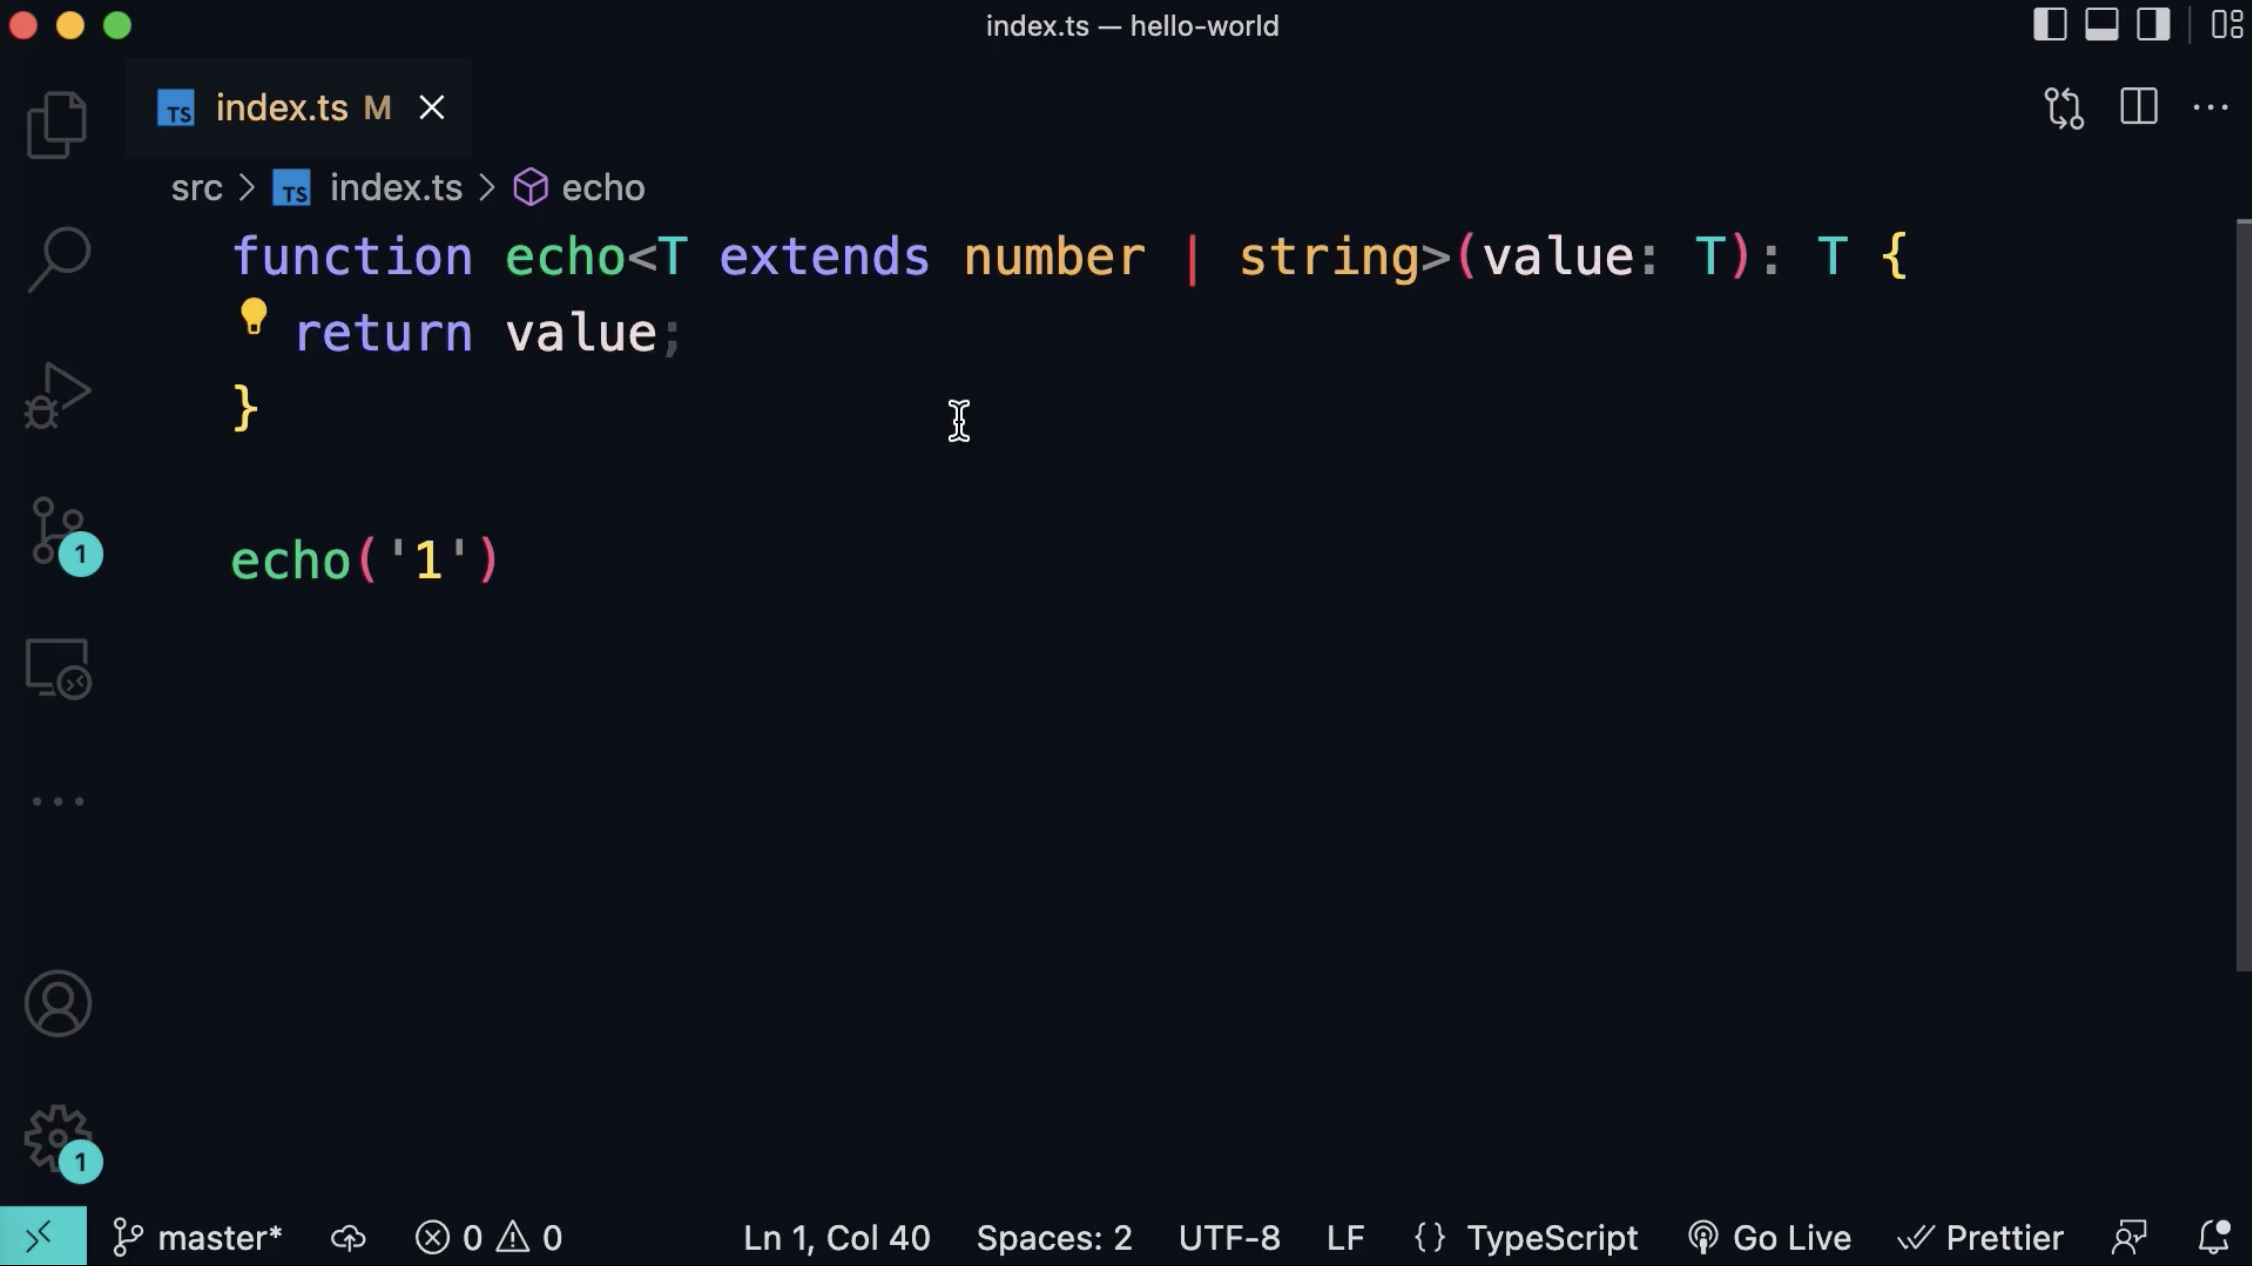 index.ts — hello-world
TS index.ts M
src > TS index.ts > echo
function echo<T extends number | string>(value: T): T {
return value;
}
echo('1')
1
1
master* 0 0 Ln 1, Col 40 Spaces: 2 UTF-8 LF {} TypeScript Go Live Prettier